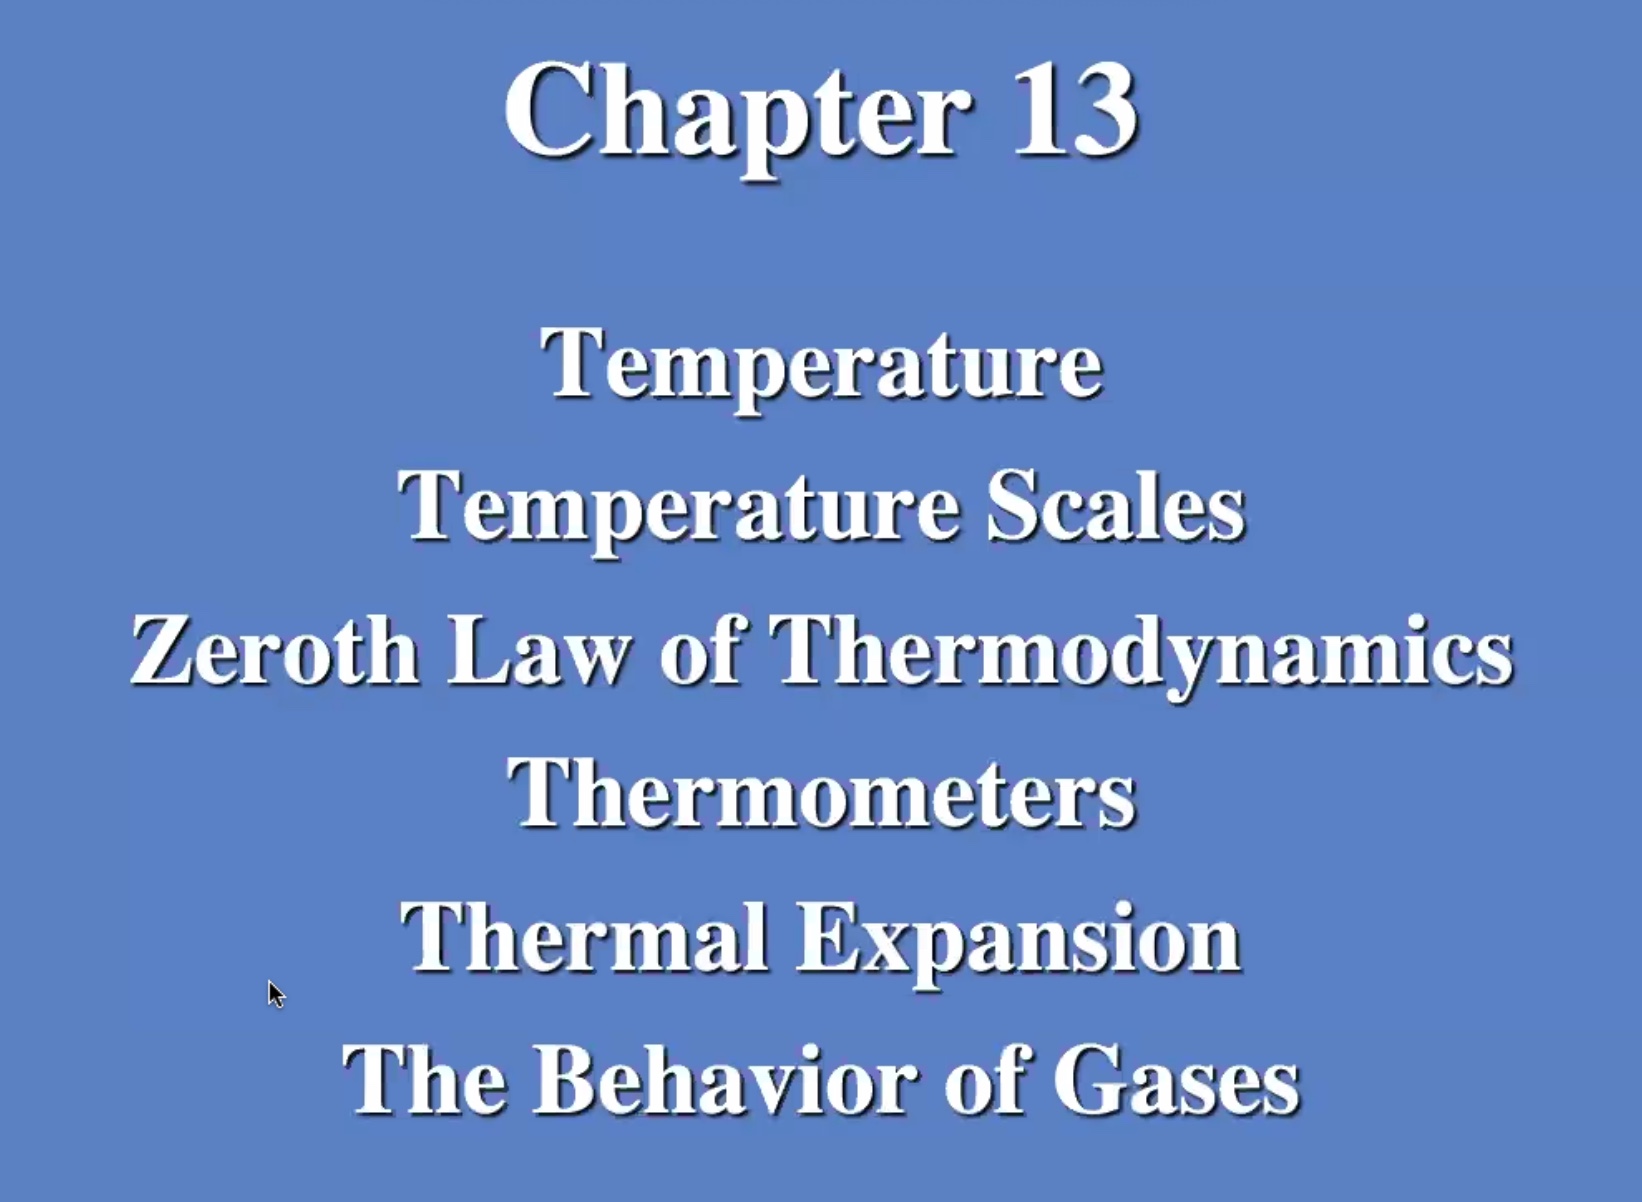 Chapter 13
Temperature
Temperature Scales
Zeroth Law of Thermodynamics
Thermometers
Thermal Expansion
The Behavior of Gases